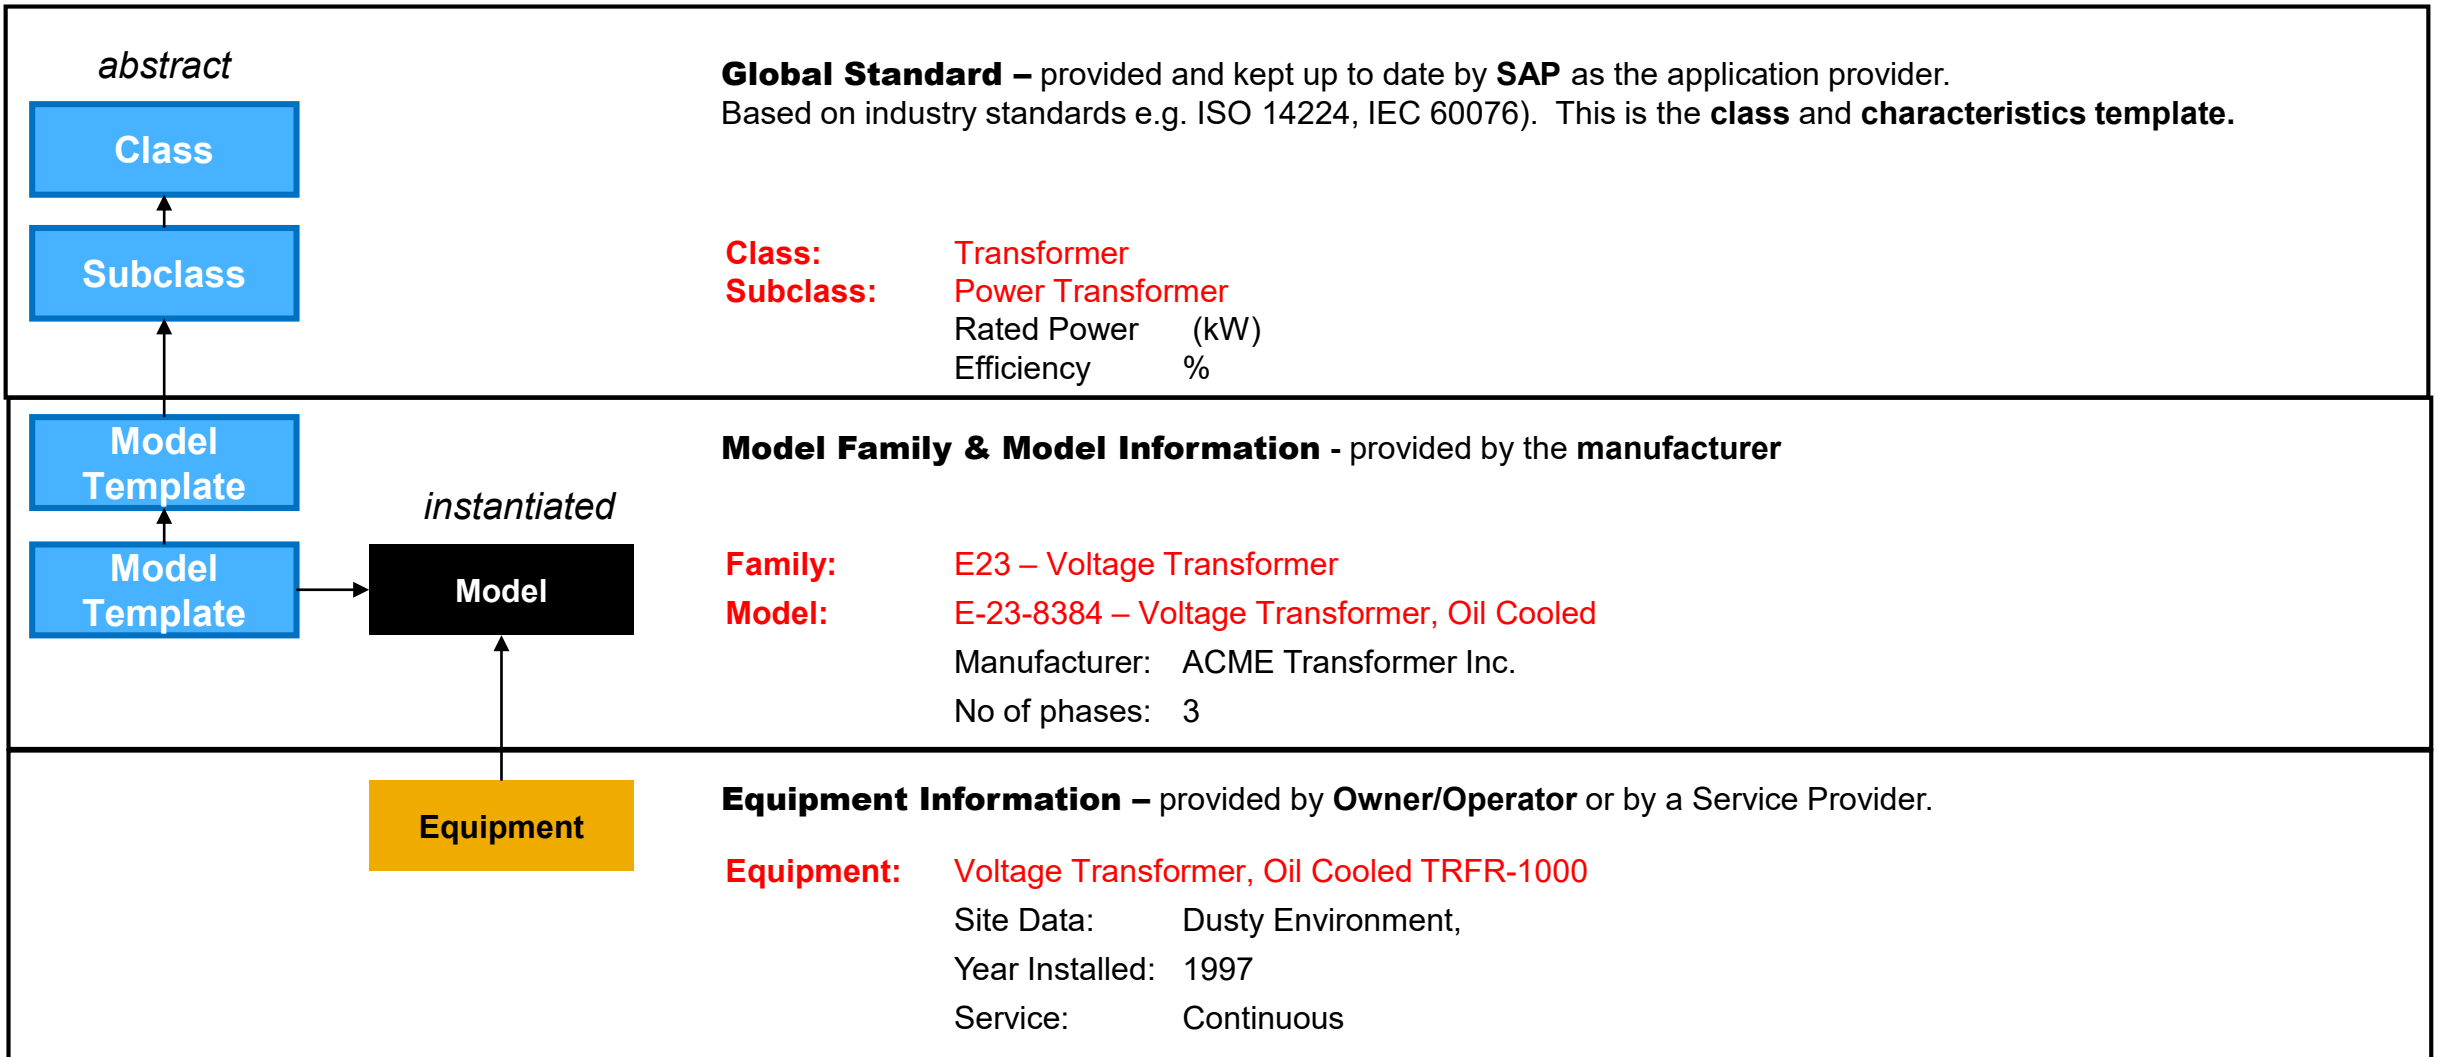 abstract
Class
Subclass
Global Standard – provided and kept up to date by SAP as the application provider.
Based on industry standards e.g. ISO 14224, IEC 60076). This is the class and characteristics template.
Class: Transformer
Subclass: Power Transformer
Rated Power (kW)
Efficiency %
Model
Template
Model
Template
instantiated
Model
Model Family & Model Information - provided by the manufacturer
Family: E23 – Voltage Transformer
Model: E-23-8384 – Voltage Transformer, Oil Cooled
Manufacturer: ACME Transformer Inc.
No of phases: 3
Equipment
Equipment Information – provided by Owner/Operator or by a Service Provider.
Equipment: Voltage Transformer, Oil Cooled TRFR-1000
Site Data: Dusty Environment,
Year Installed: 1997
Service: Continuous